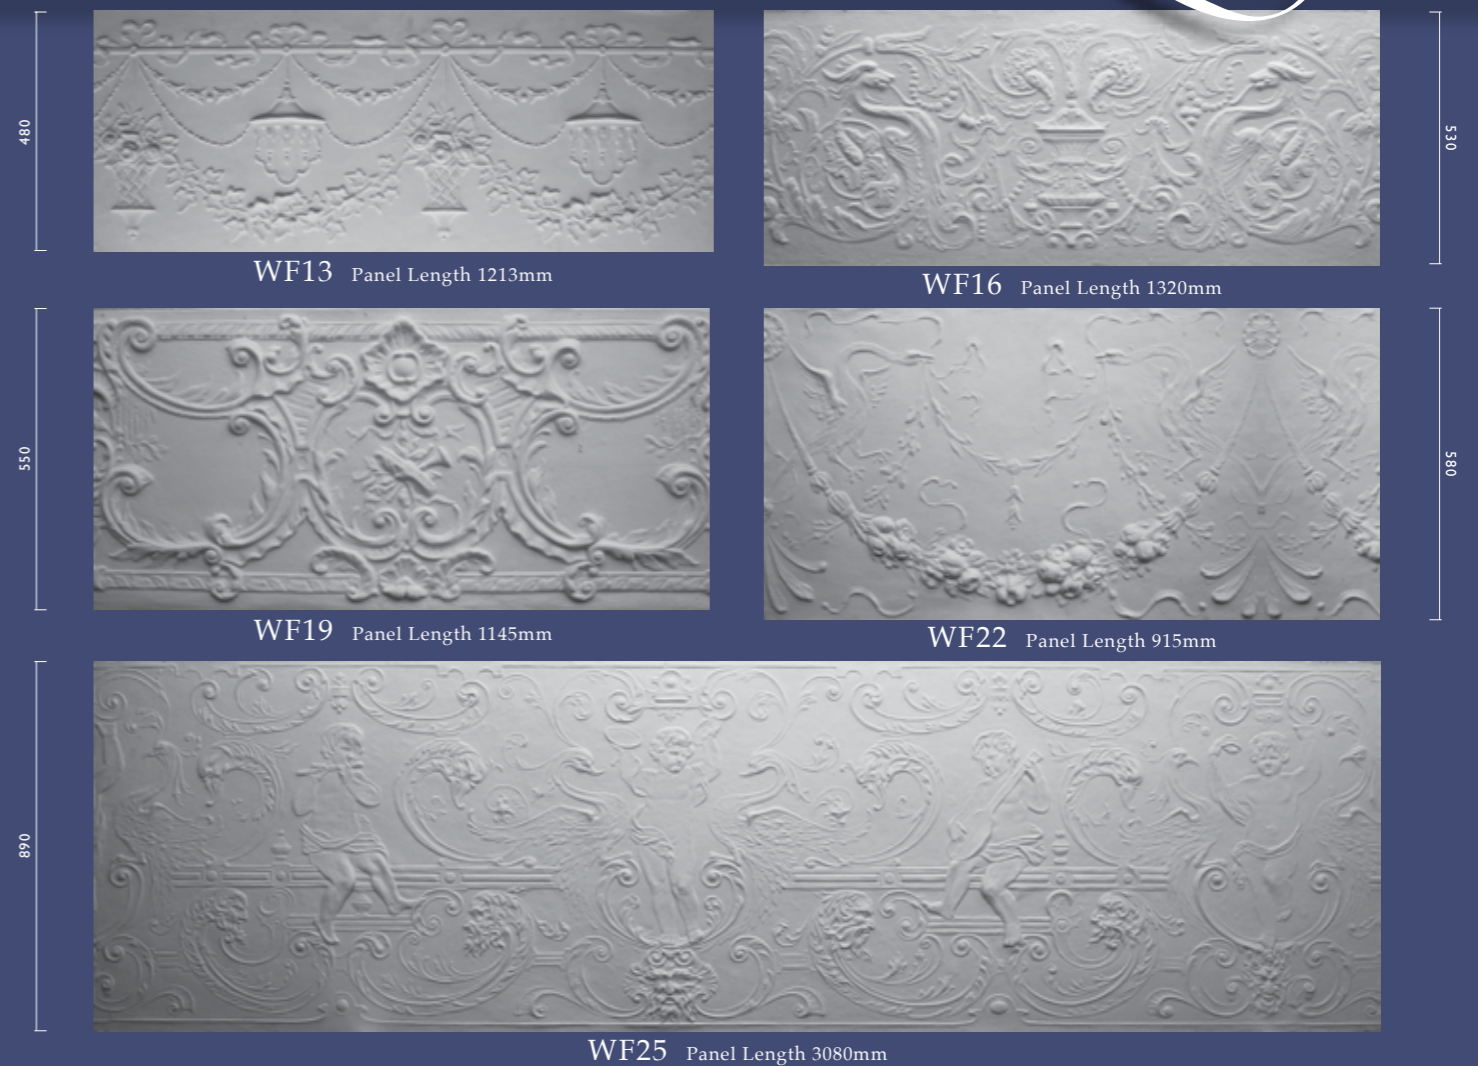 480
WF13 Panel Length 1213mm
530
WF16 Panel Length 1320mm
550
WF19 Panel Length 1145mm
580
WF22 Panel Length 915mm
890
WF25 Panel Length 3080mm